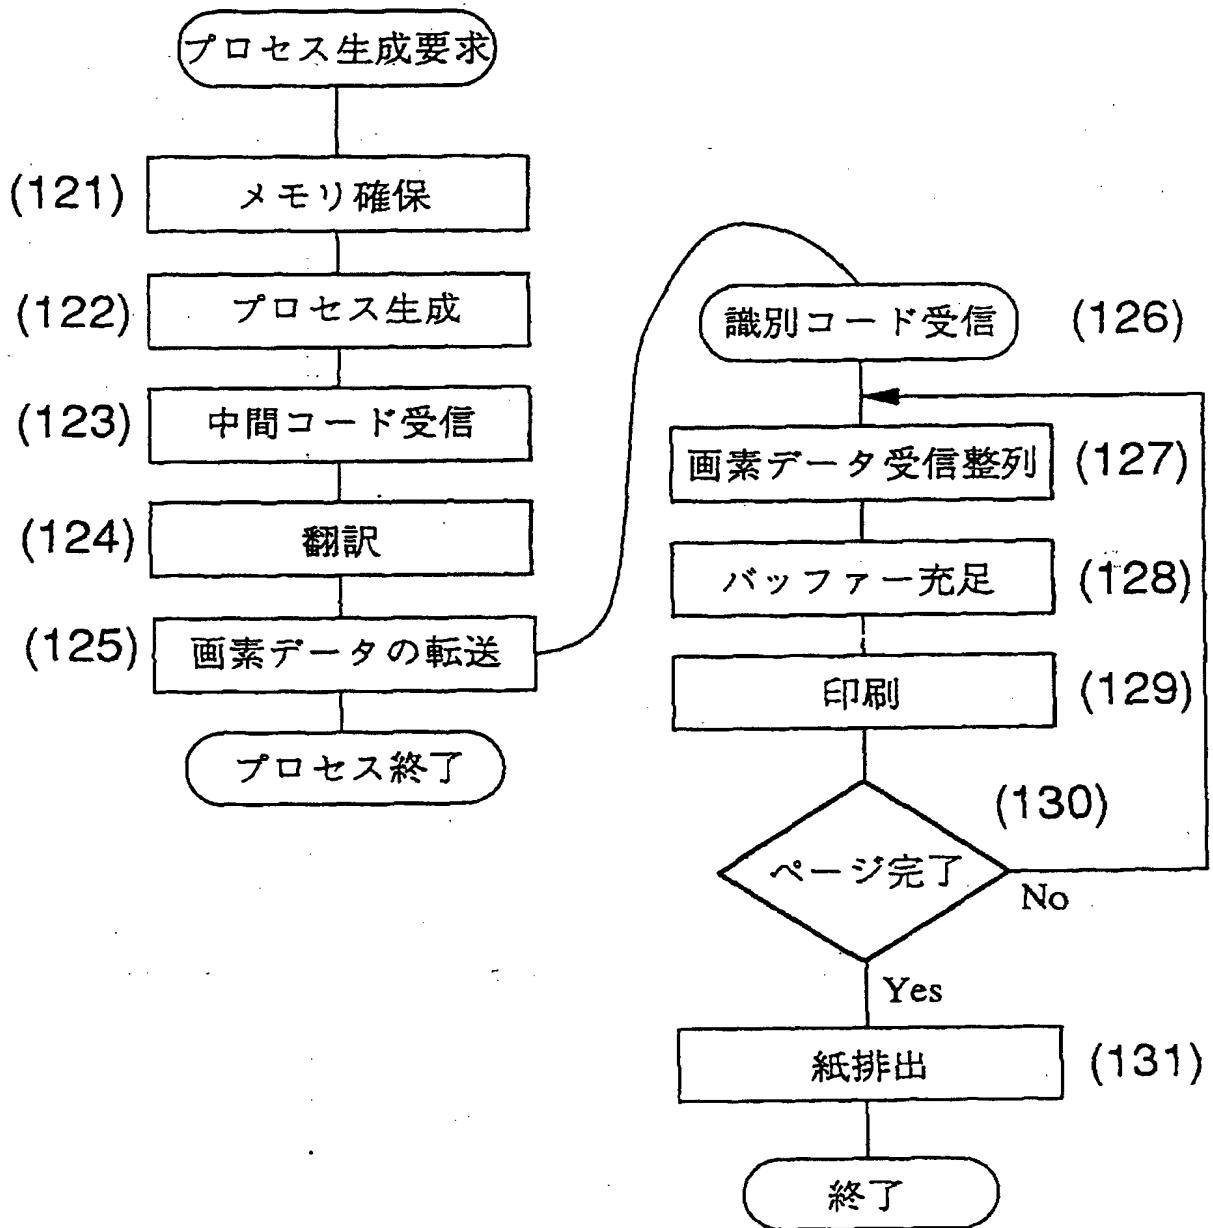 プロセス生成要求
(121) メモリ確保
(122) プロセス生成
(123) 中間コード受信
(124) 翻訳
(125) 画素データの転送
プロセス終了
識別コード受信 (126)
画素データ受信整列 (127)
バッファー充足 (128)
印刷 (129)
(130)
ページ完了
No
Yes
紙排出 (131)
終了